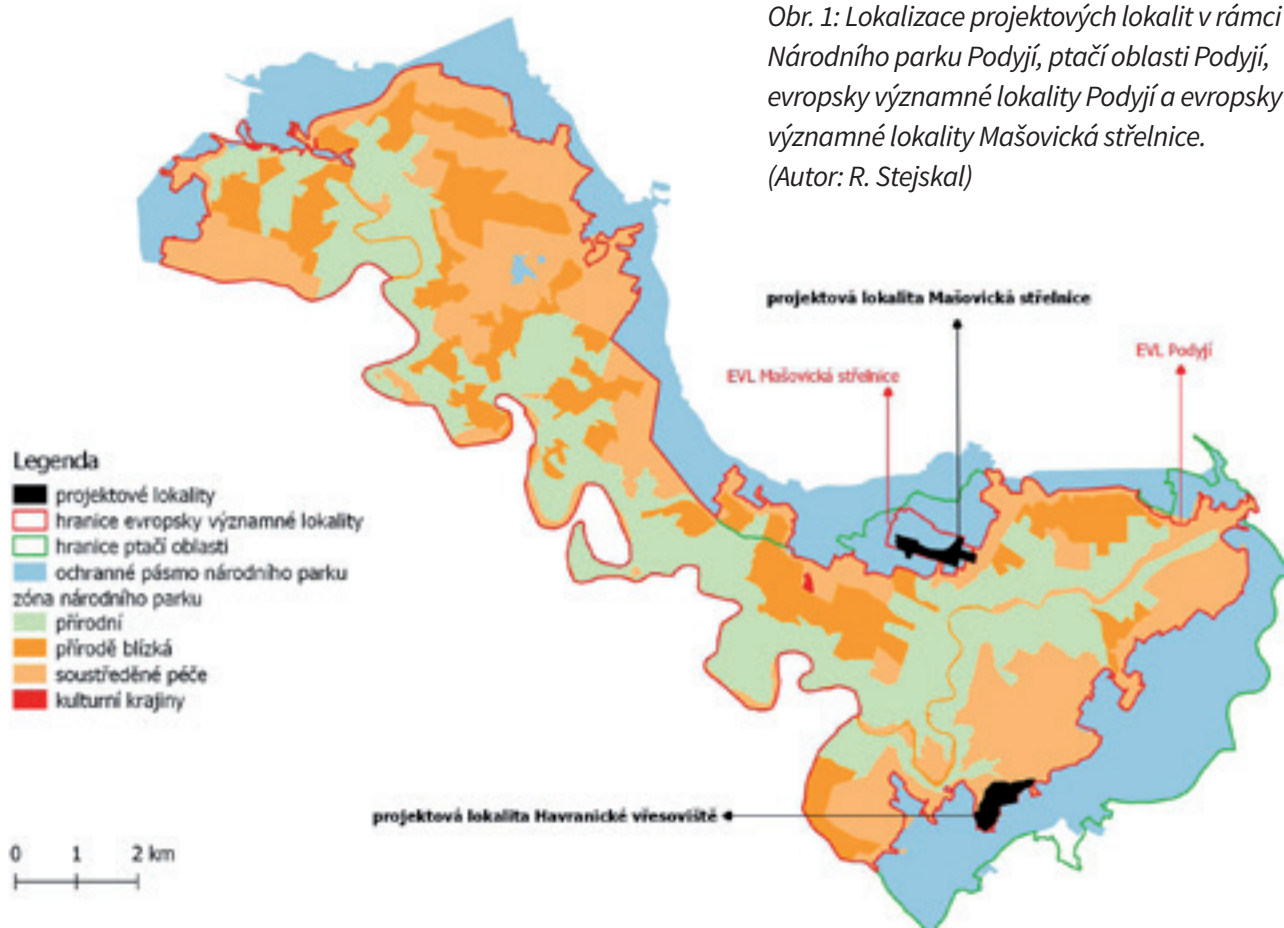 Obr. 1: Lokalizace projektových lokalit v rámci
Národního parku Podyjí, ptačí oblasti Podyjí,
evropsky významné lokality Podyjí a evropsky
významné lokality Mašovická střelnice.
(Autor: R. Stejskal)
projektová lokalita Mašovická střelnice
EVL Podyjí
EVL Mašovická střelnice
Legenda
projektové lokality
hranice evropsky významné lokality
hranice ptačí oblasti
ochranné pásmo národního parku
zóna národního parku
přírodní
přírodě blízká
soustředěné péče
kulturní krajiny
projektová lokalita Havranické vřesoviště
0 1 2 km